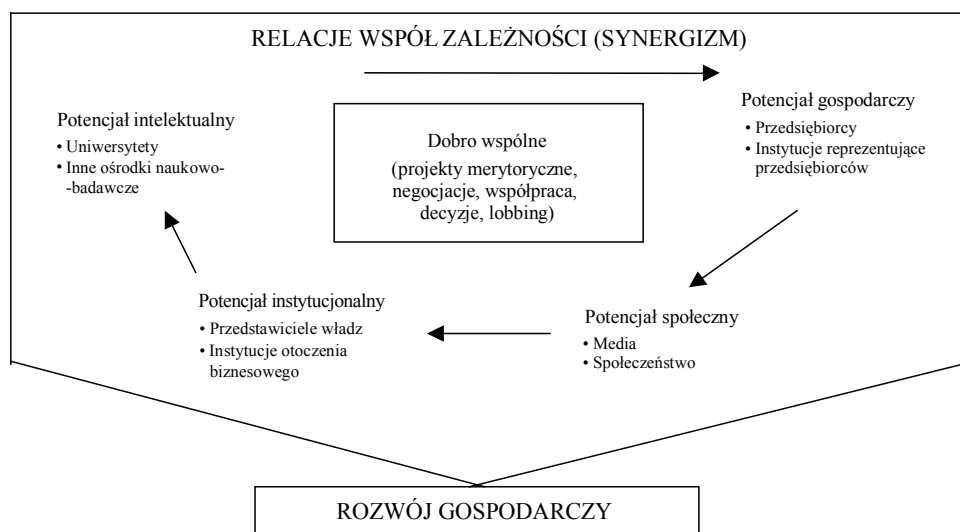 RELACJE WSPÓŁ ZALEŻNOŚCI (SYNERGIZM)
Potencjał intelektualny
• Uniwersytety
• Inne ośrodki naukowo-
-badawcze
Dobro wspólne
(projekty merytoryczne,
negocjacje, współpraca,
decyzje, lobbing)
Potencjał gospodarczy
• Przedsiębiorcy
• Instytucje reprezentujące
przedsiębiorców
Potencjał instytucjonalny
• Przedstawiciele władz
• Instytucje otoczenia
biznesowego
Potencjał społeczny
• Media
• Społeczeństwo
ROZWÓJ GOSPODARCZY